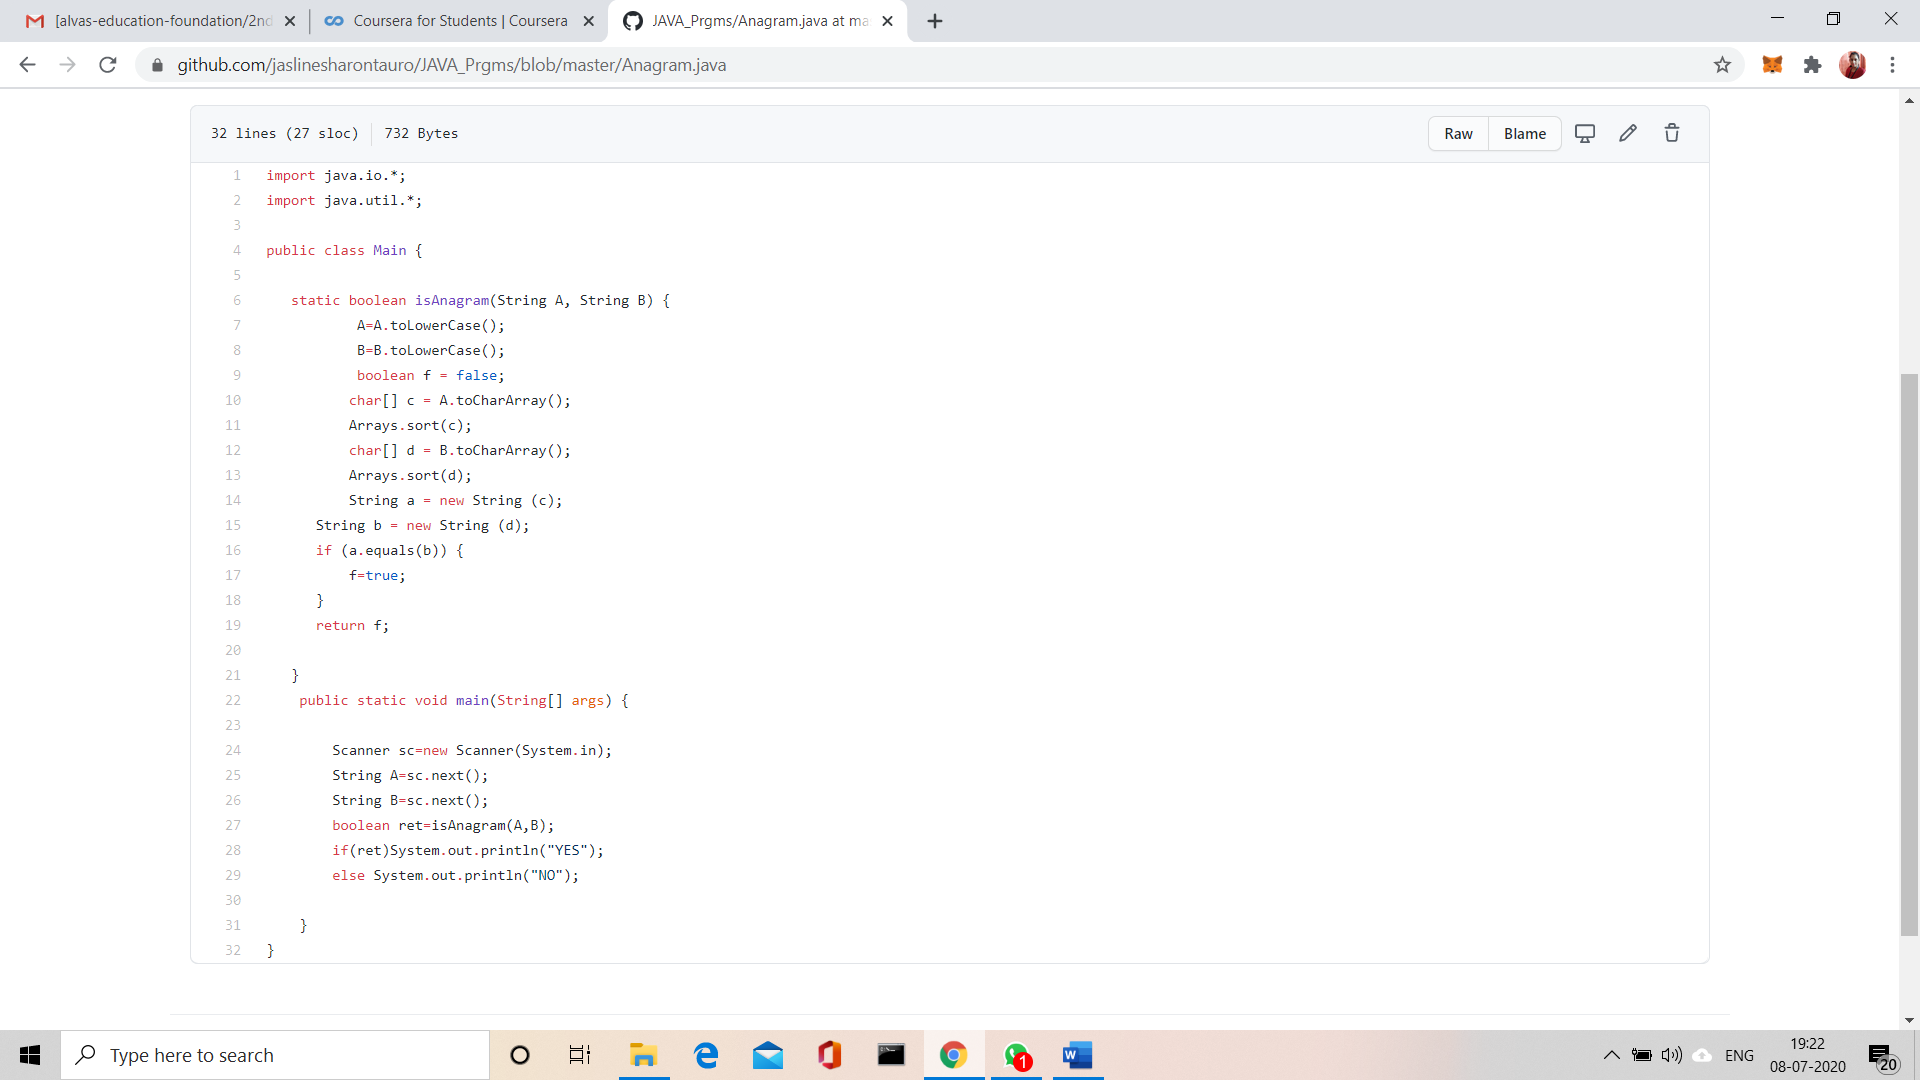 [alvas-education-foundation/2nd
Coursera for Students | Coursera
JAVA_Prgms/Anagram.java at ma
github.com/jaslinesharontauro/JAVA_Prgms/blob/master/Anagram.java
32 lines (27 sloc) 732 Bytes
Raw Blame
1 import java.io.*;
2 import java.util.*;
3
4 public class Main {
5
6 static boolean isAnagram(String A, String B) {
7 A=A.toLowerCase();
8 B=B.toLowerCase();
9 boolean f = false;
10 char[] c = A.toCharArray();
11 Arrays.sort(c);
12 char[] d = B.toCharArray();
13 Arrays.sort(d);
14 String a = new String (c);
15 String b = new String (d);
16 if (a.equals(b)) {
17 f=true;
18 }
19 return f;
20
21 }
22 public static void main(String[] args) {
23
24 Scanner sc=new Scanner(System.in);
25 String A=sc.next();
26 String B=sc.next();
27 boolean ret=isAnagram(A,B);
28 if(ret)System.out.println("YES");
29 else System.out.println("NO");
30
31 }
32 }
Type here to search
1
ENG
19:22
08-07-2020
20